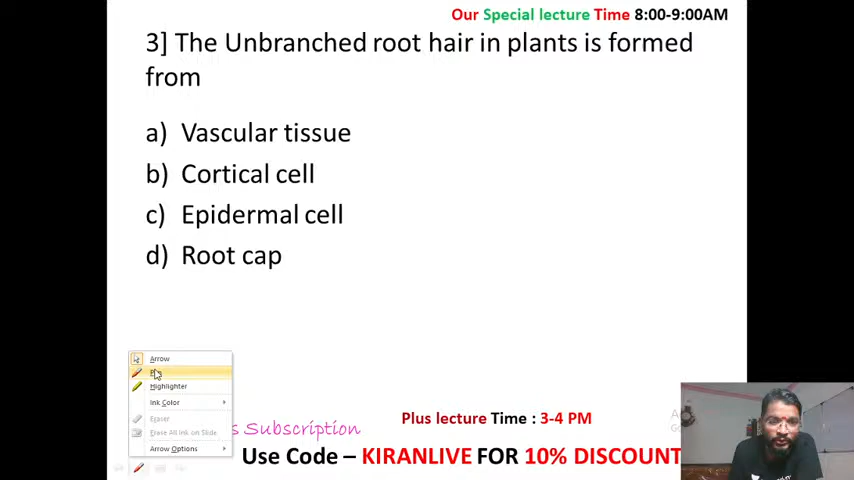 Our Special lecture Time 8:00-9:00AM
3] The Unbranched root hair in plants is formed
from
a) Vascular tissue
b) Cortical cell
c) Epidermal cell
d) Root cap
Arrow
Highlighter
Ink Color
Eraser
Erase All Ink on Slide
Arrow Options
Plus lecture Time : 3-4 PM
s Subscription
Use Code – KIRANLIVE FOR 10% DISCOUNT